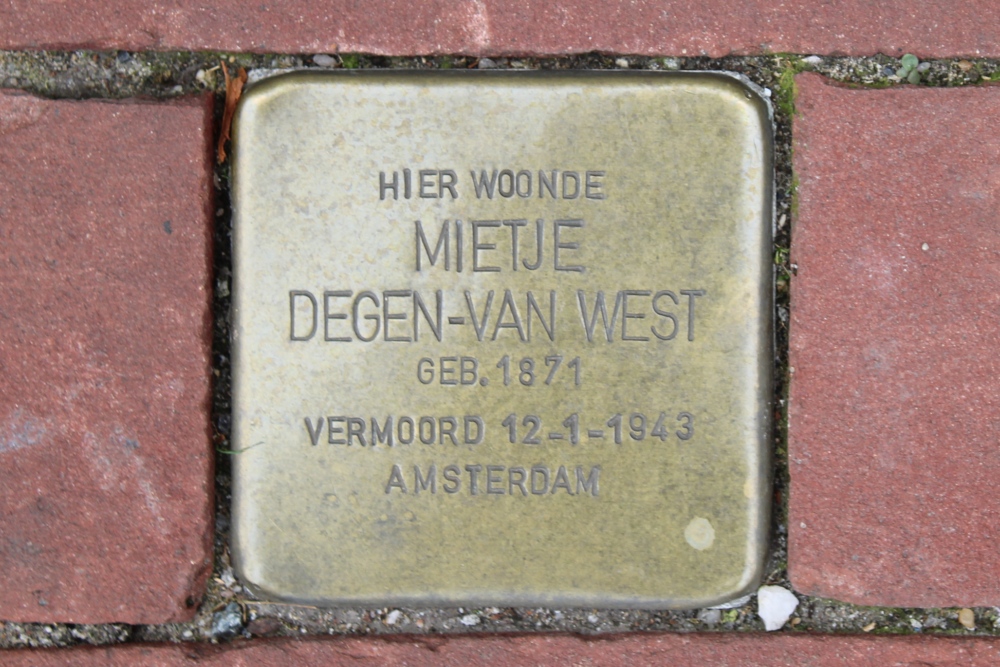 HIER WOONDE
MIETJE
DEGEN-VAN WEST
GEB. 1871
VERMOORD 12-1-1943
AMSTERDAM